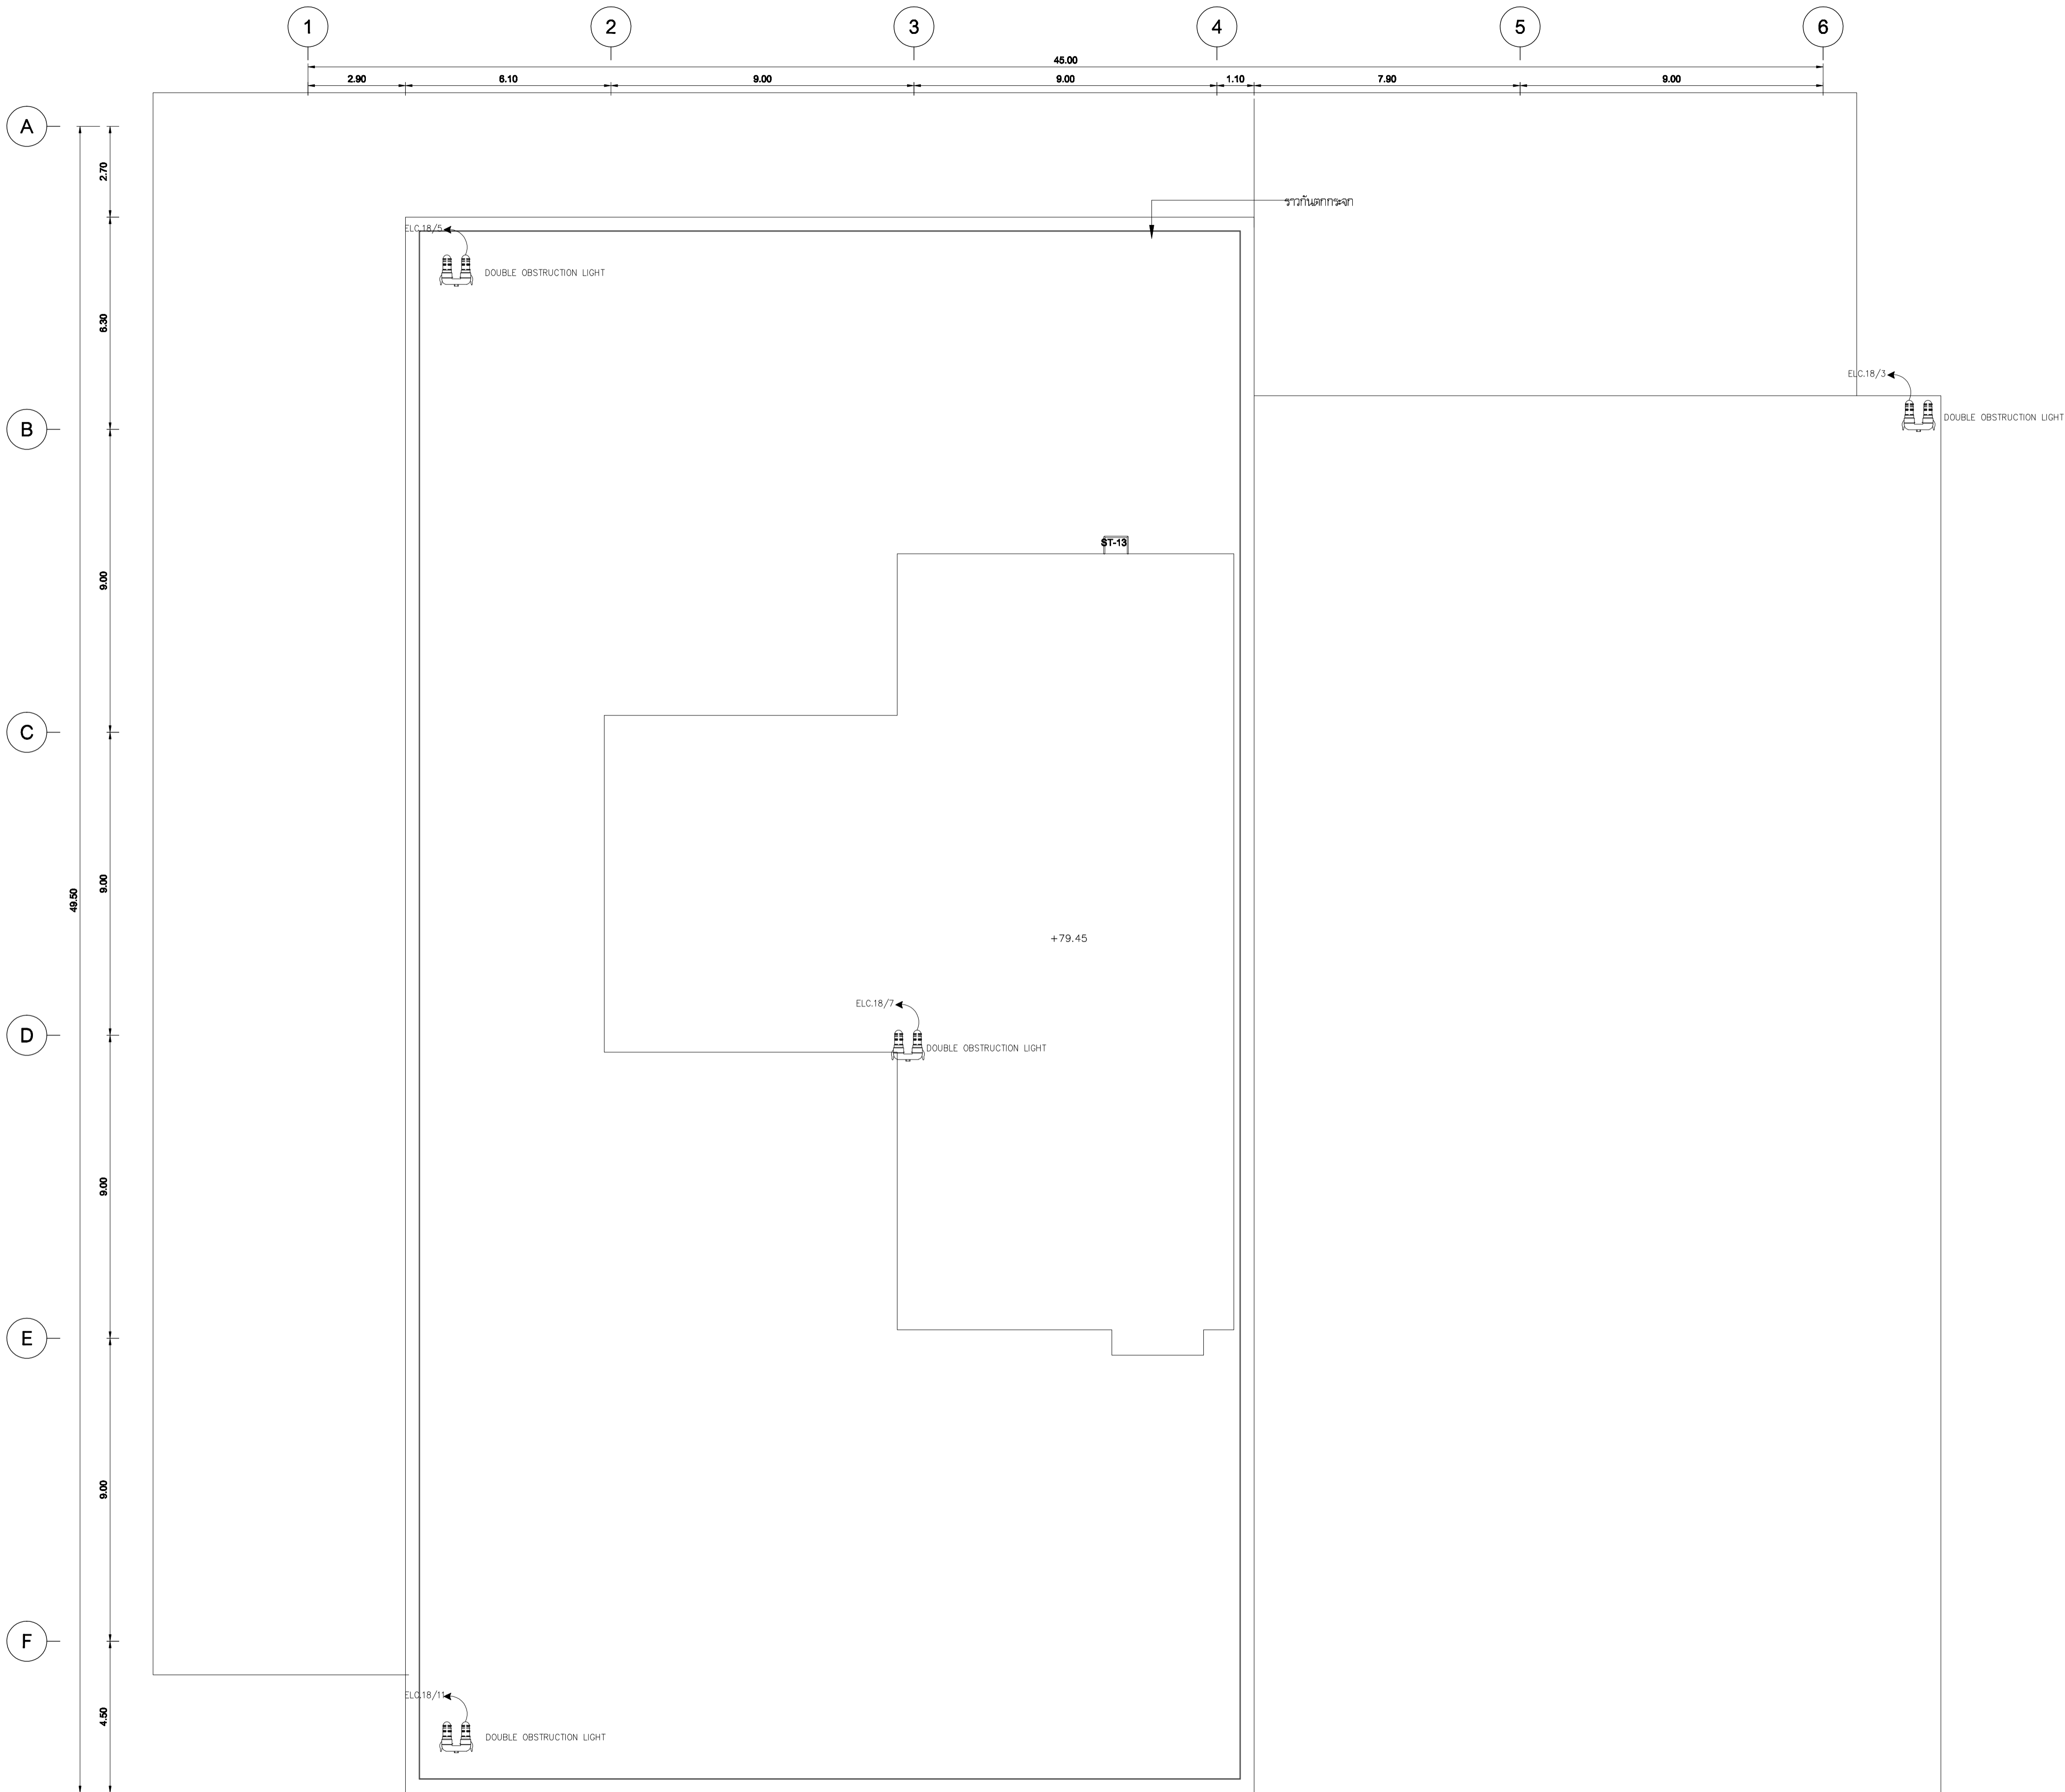 1 2 3 4 5 6
45.00
2.90 6.10 9.00 9.00 1.10 7.90 9.00
A
2.70
ราวกันตกกระจก
ELC.18/5
DOUBLE OBSTRUCTION LIGHT
6.30
ELC.18/3
DOUBLE OBSTRUCTION LIGHT
B
ST-13
9.00
C
9.00
49.50
+79.45
ELC.18/7
DOUBLE OBSTRUCTION LIGHT
D
9.00
E
9.00
F
ELC.18/11
4.50
DOUBLE OBSTRUCTION LIGHT